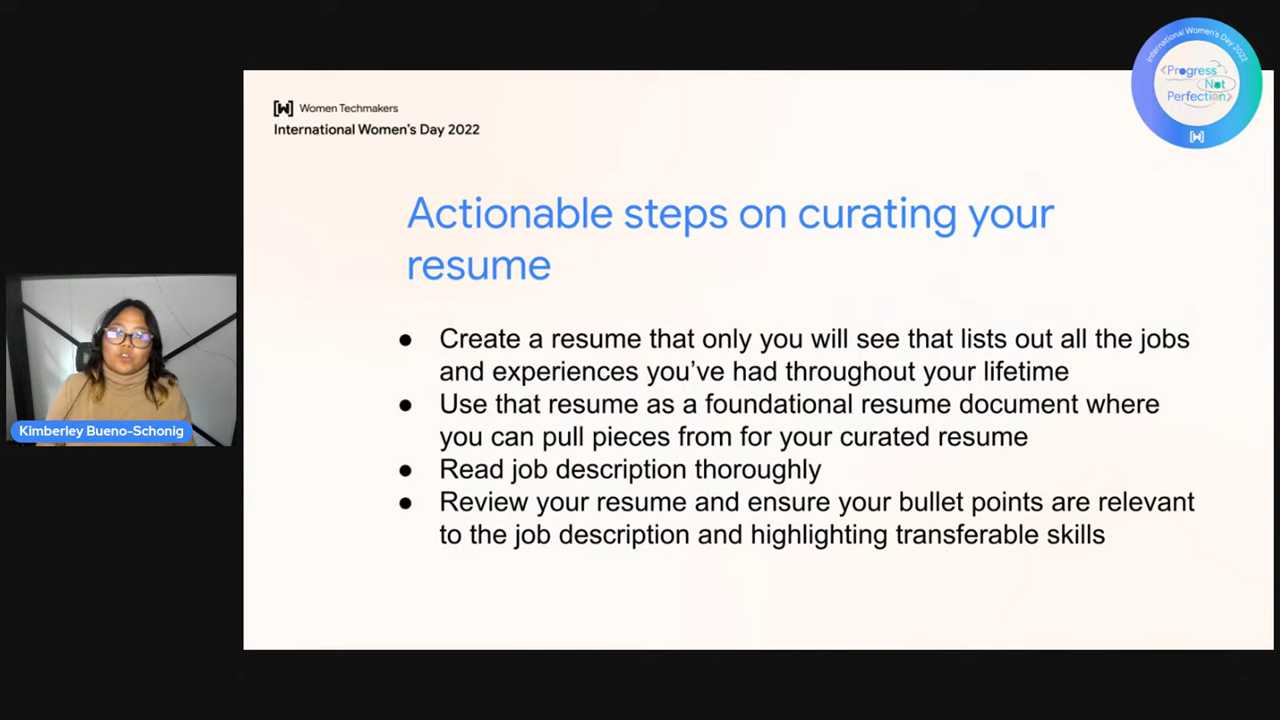 International Women's Day 2022
<Progress
Not
Perfection>
[W]
[W] Women Techmakers
International Women's Day 2022
Actionable steps on curating your
resume
● Create a resume that only you will see that lists out all the jobs
and experiences you've had throughout your lifetime
● Use that resume as a foundational resume document where
you can pull pieces from for your curated resume
● Read job description thoroughly
● Review your resume and ensure your bullet points are relevant
to the job description and highlighting transferable skills
Kimberley Bueno-Schonig